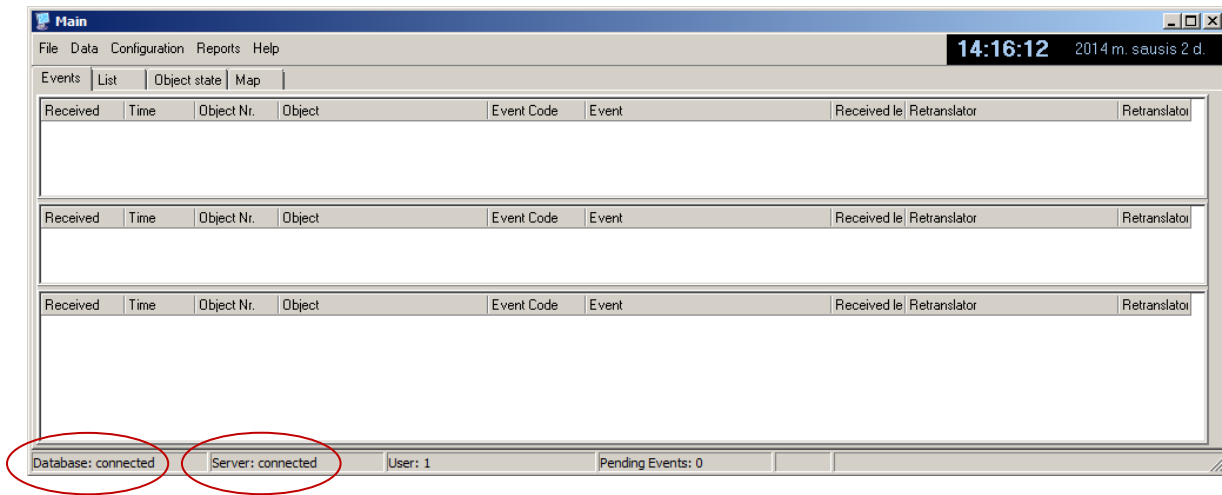 Main
File Data Configuration Reports Help 14:16:12 2014 m. sausis 2 d.
Events List Object state Map
Received Time Object Nr. Object Event Code Event Received le Retranslator Retranslator
Received Time Object Nr. Object Event Code Event Received le Retranslator Retranslator
Received Time Object Nr. Object Event Code Event Received le Retranslator Retranslator
Database: connected Server: connected User: 1 Pending Events: 0